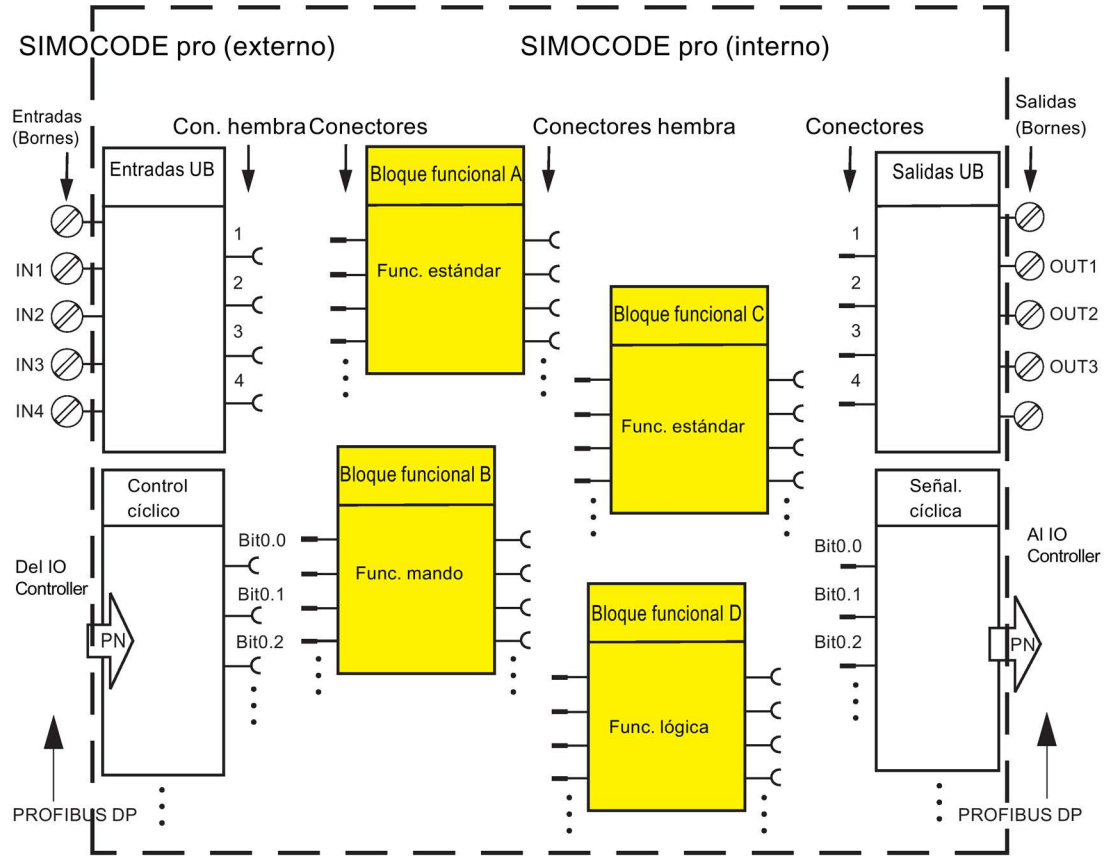 SIMOCODE pro (externo)
SIMOCODE pro (interno)
Entradas
(Bornes)
Con. hembra
Conectores
Conectores hembra
Conectores
Salidas
(Bornes)
Entradas UB
1
2
3
4
IN1
IN2
IN3
IN4
Bloque funcional A
Func. estándar
Bloque funcional C
Func. estándar
Salidas UB
1
2
3
4
OUT1
OUT2
OUT3
Control
cíclico
Bit0.0
Bit0.1
Bit0.2
Del IO
Controller
PN
PROFIBUS DP
Bloque funcional B
Func. mando
Bloque funcional D
Func. lógica
Señal.
cíclica
Bit0.0
Bit0.1
Bit0.2
Al IO
Controller
PN
PROFIBUS DP